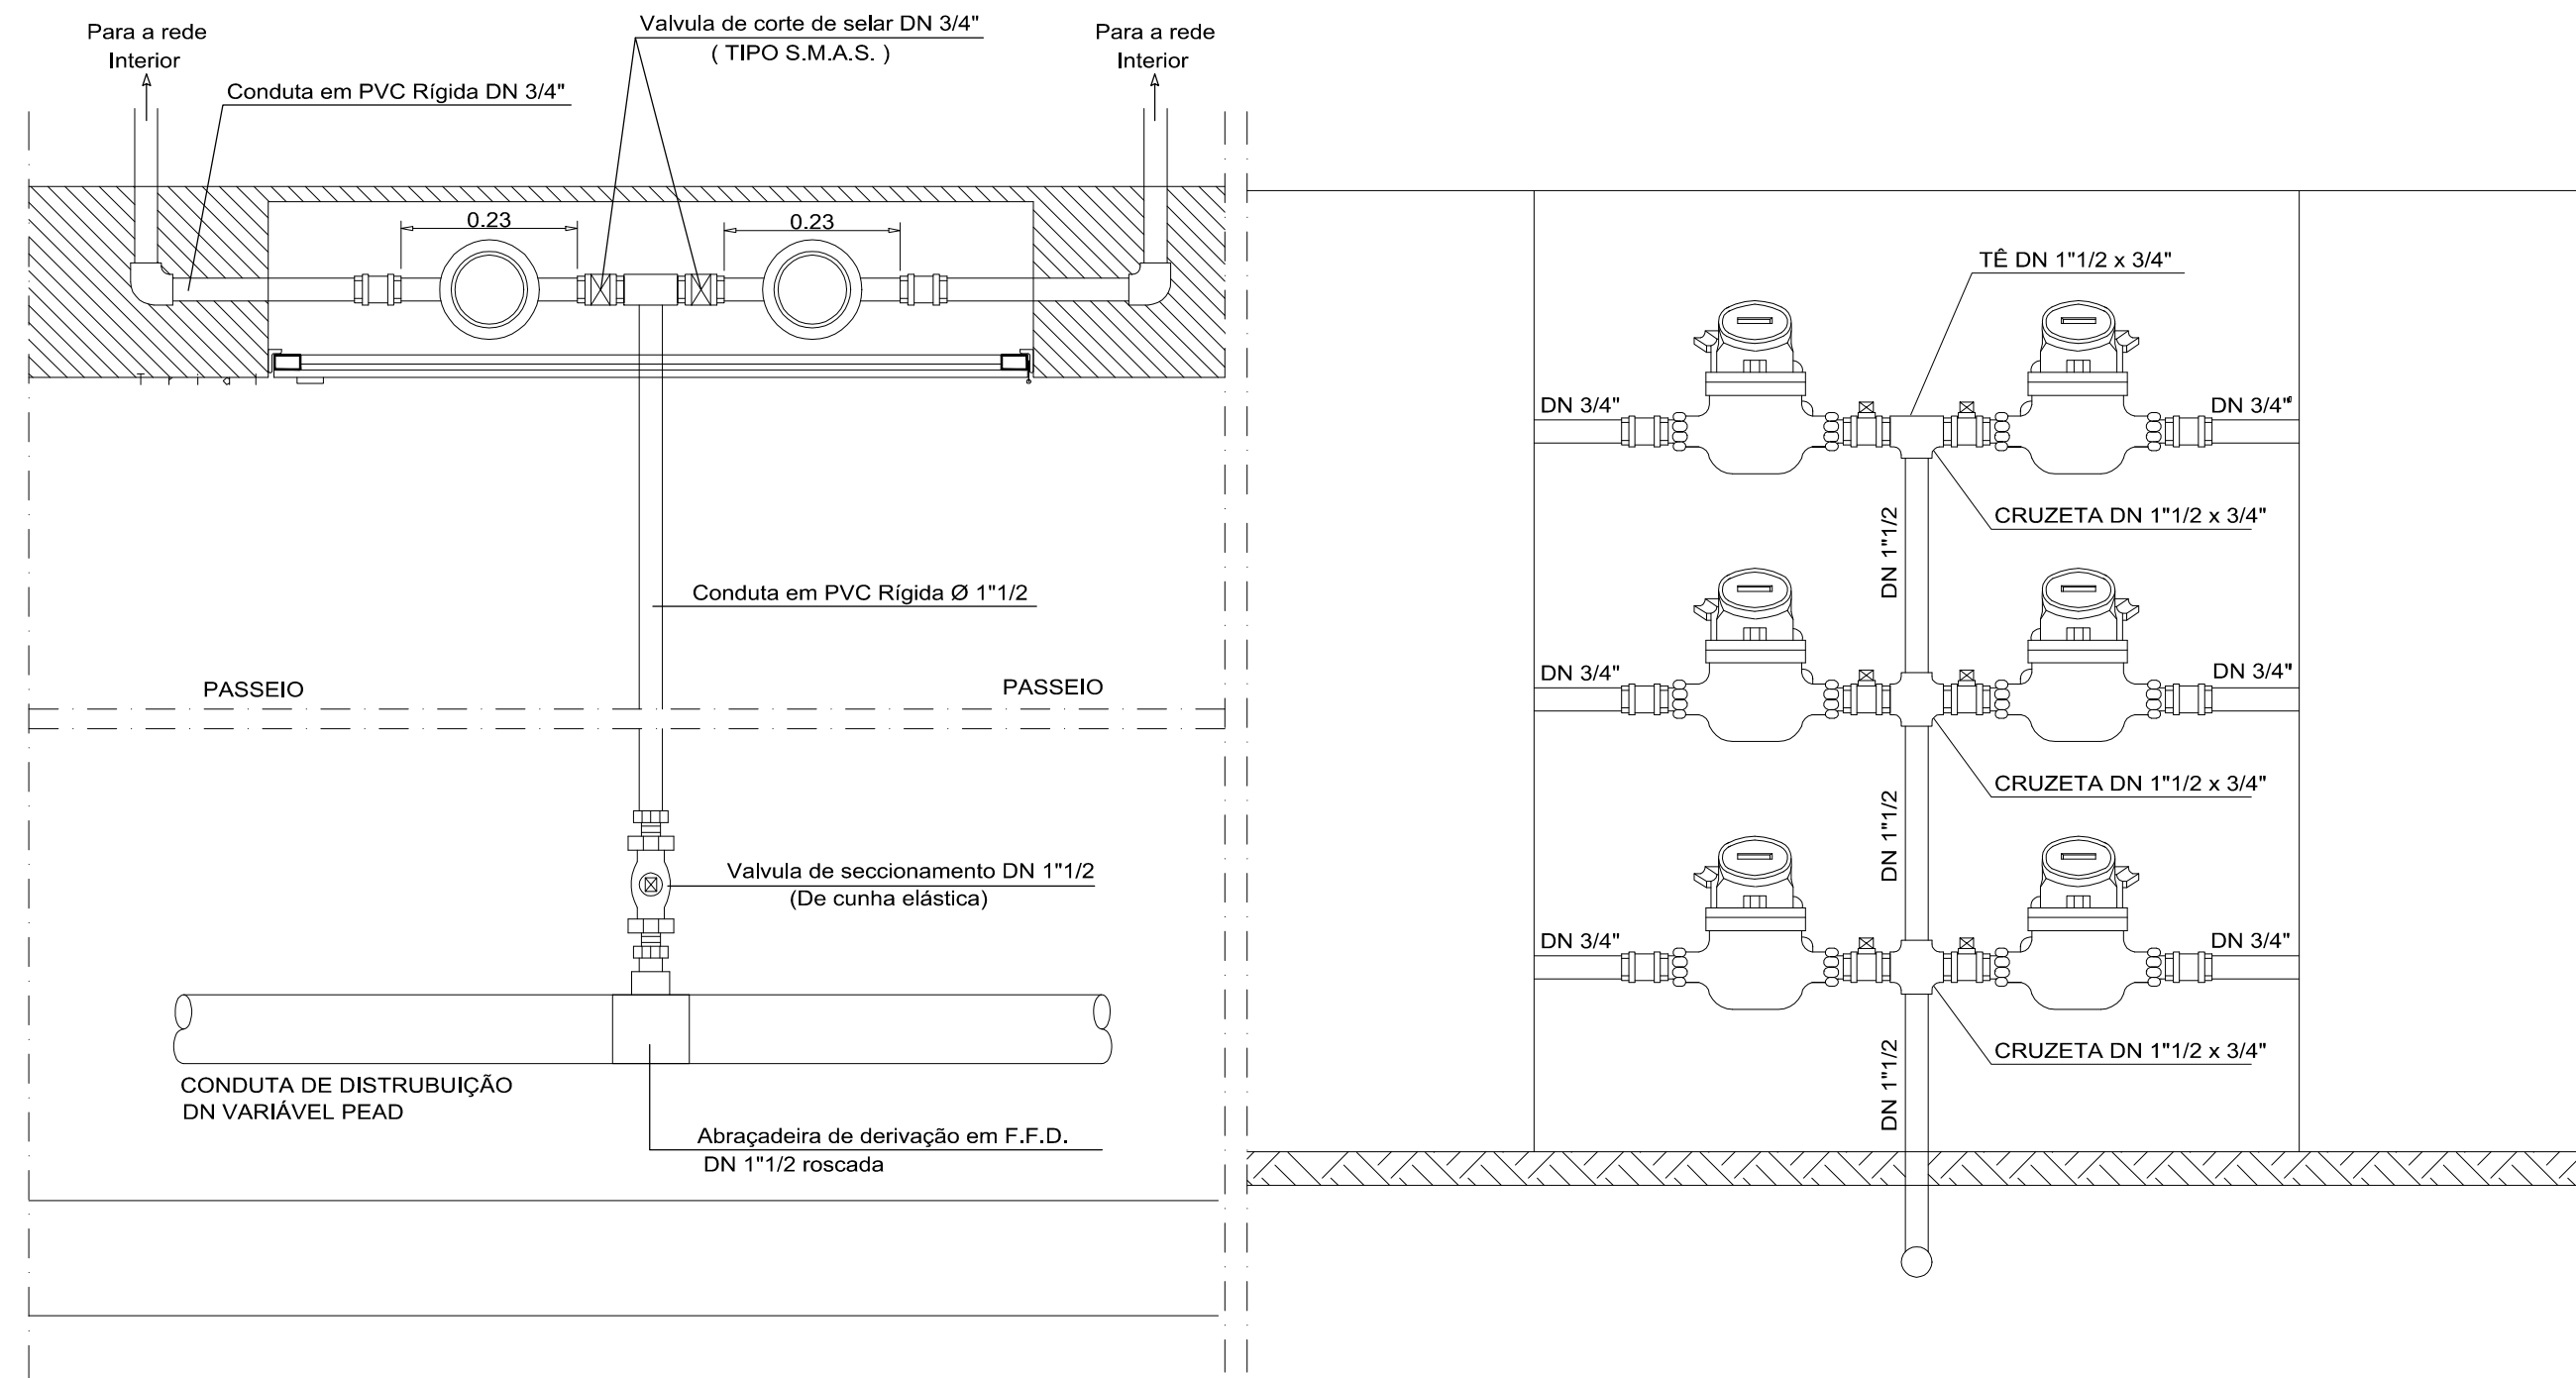 Para a rede
Interior
Valvula de corte de selar DN 3/4"
( TIPO S.M.A.S. )
Para a rede
Interior
Conduta em PVC Rígida DN 3/4"
0.23
0.23
Conduta em PVC Rígida Ø 1"1/2
PASSEIO
PASSEIO
Valvula de seccionamento DN 1"1/2
(De cunha elástica)
CONDUTA DE DISTRUBUIÇÃO
DN VARIÁVEL PEAD
Abraçadeira de derivação em F.F.D.
DN 1"1/2 roscada
TÊ DN 1"1/2 x 3/4"
DN 3/4"
DN 3/4"
CRUZETA DN 1"1/2 x 3/4"
DN 1"1/2
DN 3/4"
DN 3/4"
CRUZETA DN 1"1/2 x 3/4"
DN 1"1/2
DN 3/4"
DN 3/4"
CRUZETA DN 1"1/2 x 3/4"
DN 1"1/2